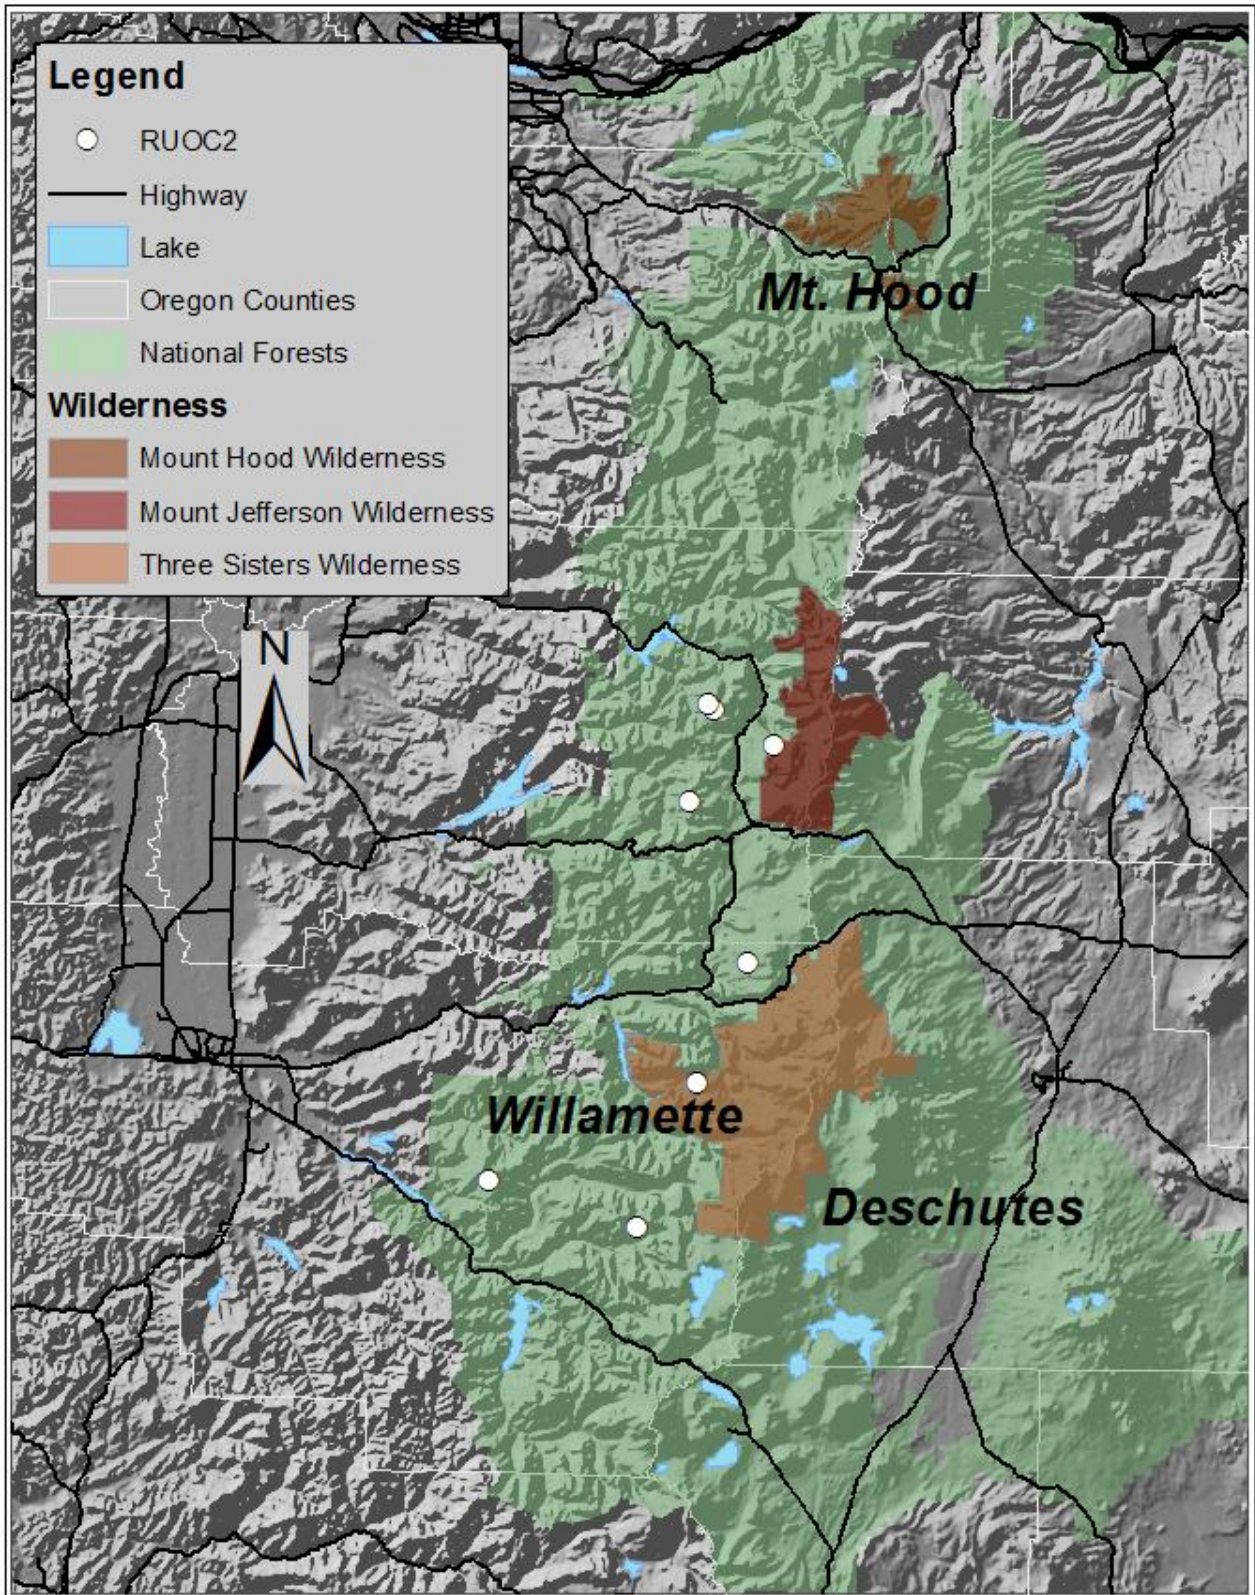 Legend
RUOC2
Highway
Lake
Oregon Counties
National Forests
Wilderness
Mount Hood Wilderness
Mount Jefferson Wilderness
Three Sisters Wilderness
N
Mt. Hood
Willamette
Deschutes